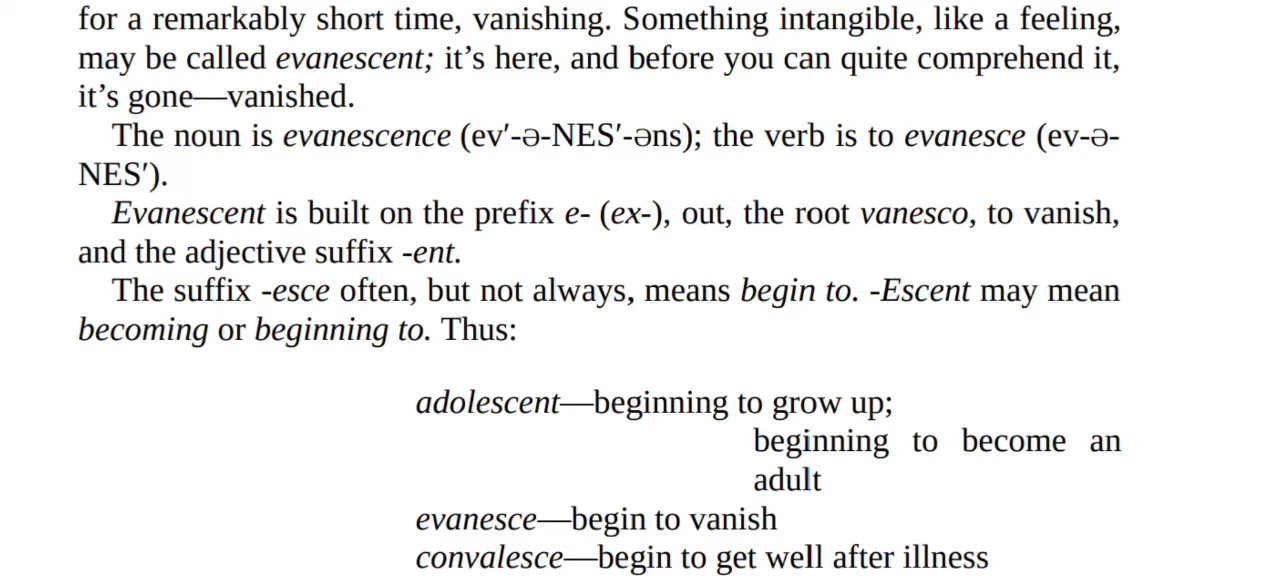 for a remarkably short time, vanishing. Something intangible, like a feeling,
may be called evanescent; it’s here, and before you can quite comprehend it,
it’s gone—vanished.
The noun is evanescence (ev′-ə-NES′-əns); the verb is to evanesce (ev-ə-
NES′).
Evanescent is built on the prefix e- (ex-), out, the root vanesco, to vanish,
and the adjective suffix -ent.
The suffix -esce often, but not always, means begin to. -Escent may mean
becoming or beginning to. Thus:
adolescent—beginning to grow up;
beginning to become an
adult
evanesce—begin to vanish
convalesce—begin to get well after illness